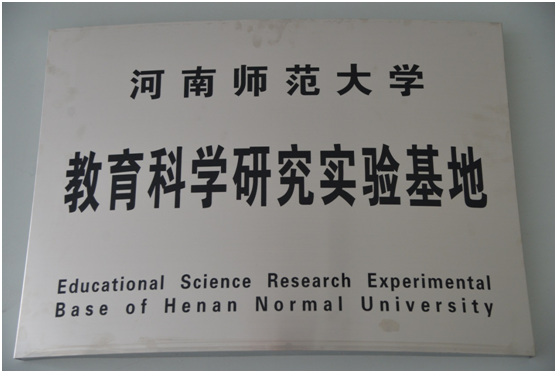 河南师范大学
教育科学研究实验基地
Educational Science Research Experimental
Base of Henan Normal University